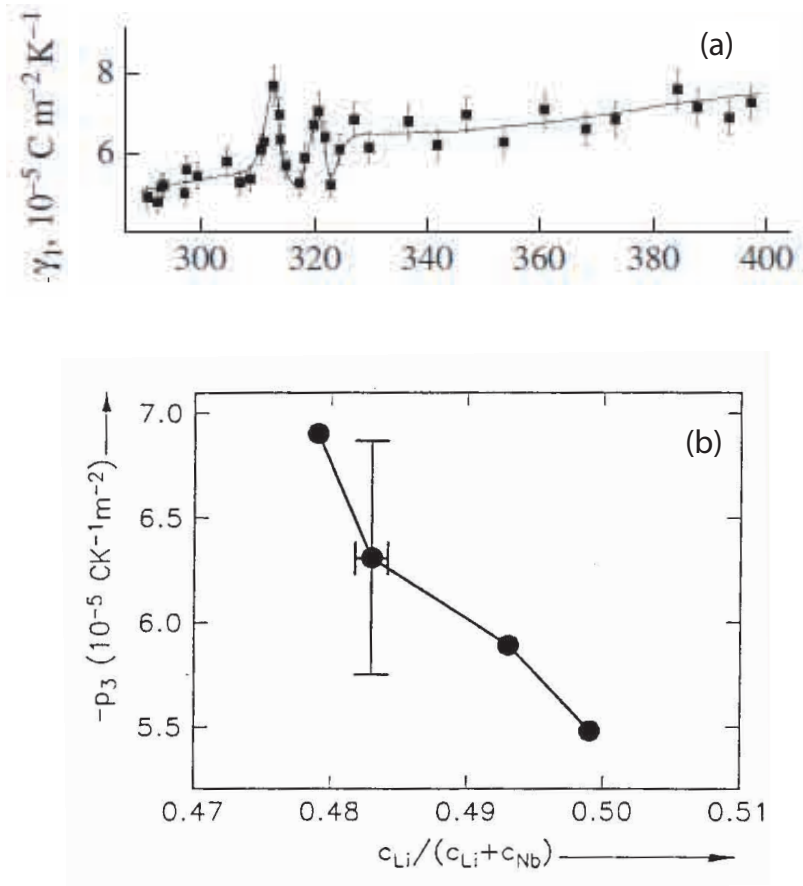 (a)
-γ₁, 10⁻⁵ C m⁻² K⁻¹
8
6
300 320 340 360 380 400
(b)
-p₃ (10⁻⁵ CK⁻¹m⁻²)
7.0
6.5
6.0
5.5
0.47 0.48 0.49 0.50 0.51
c_Li/(c_Li+c_Nb)